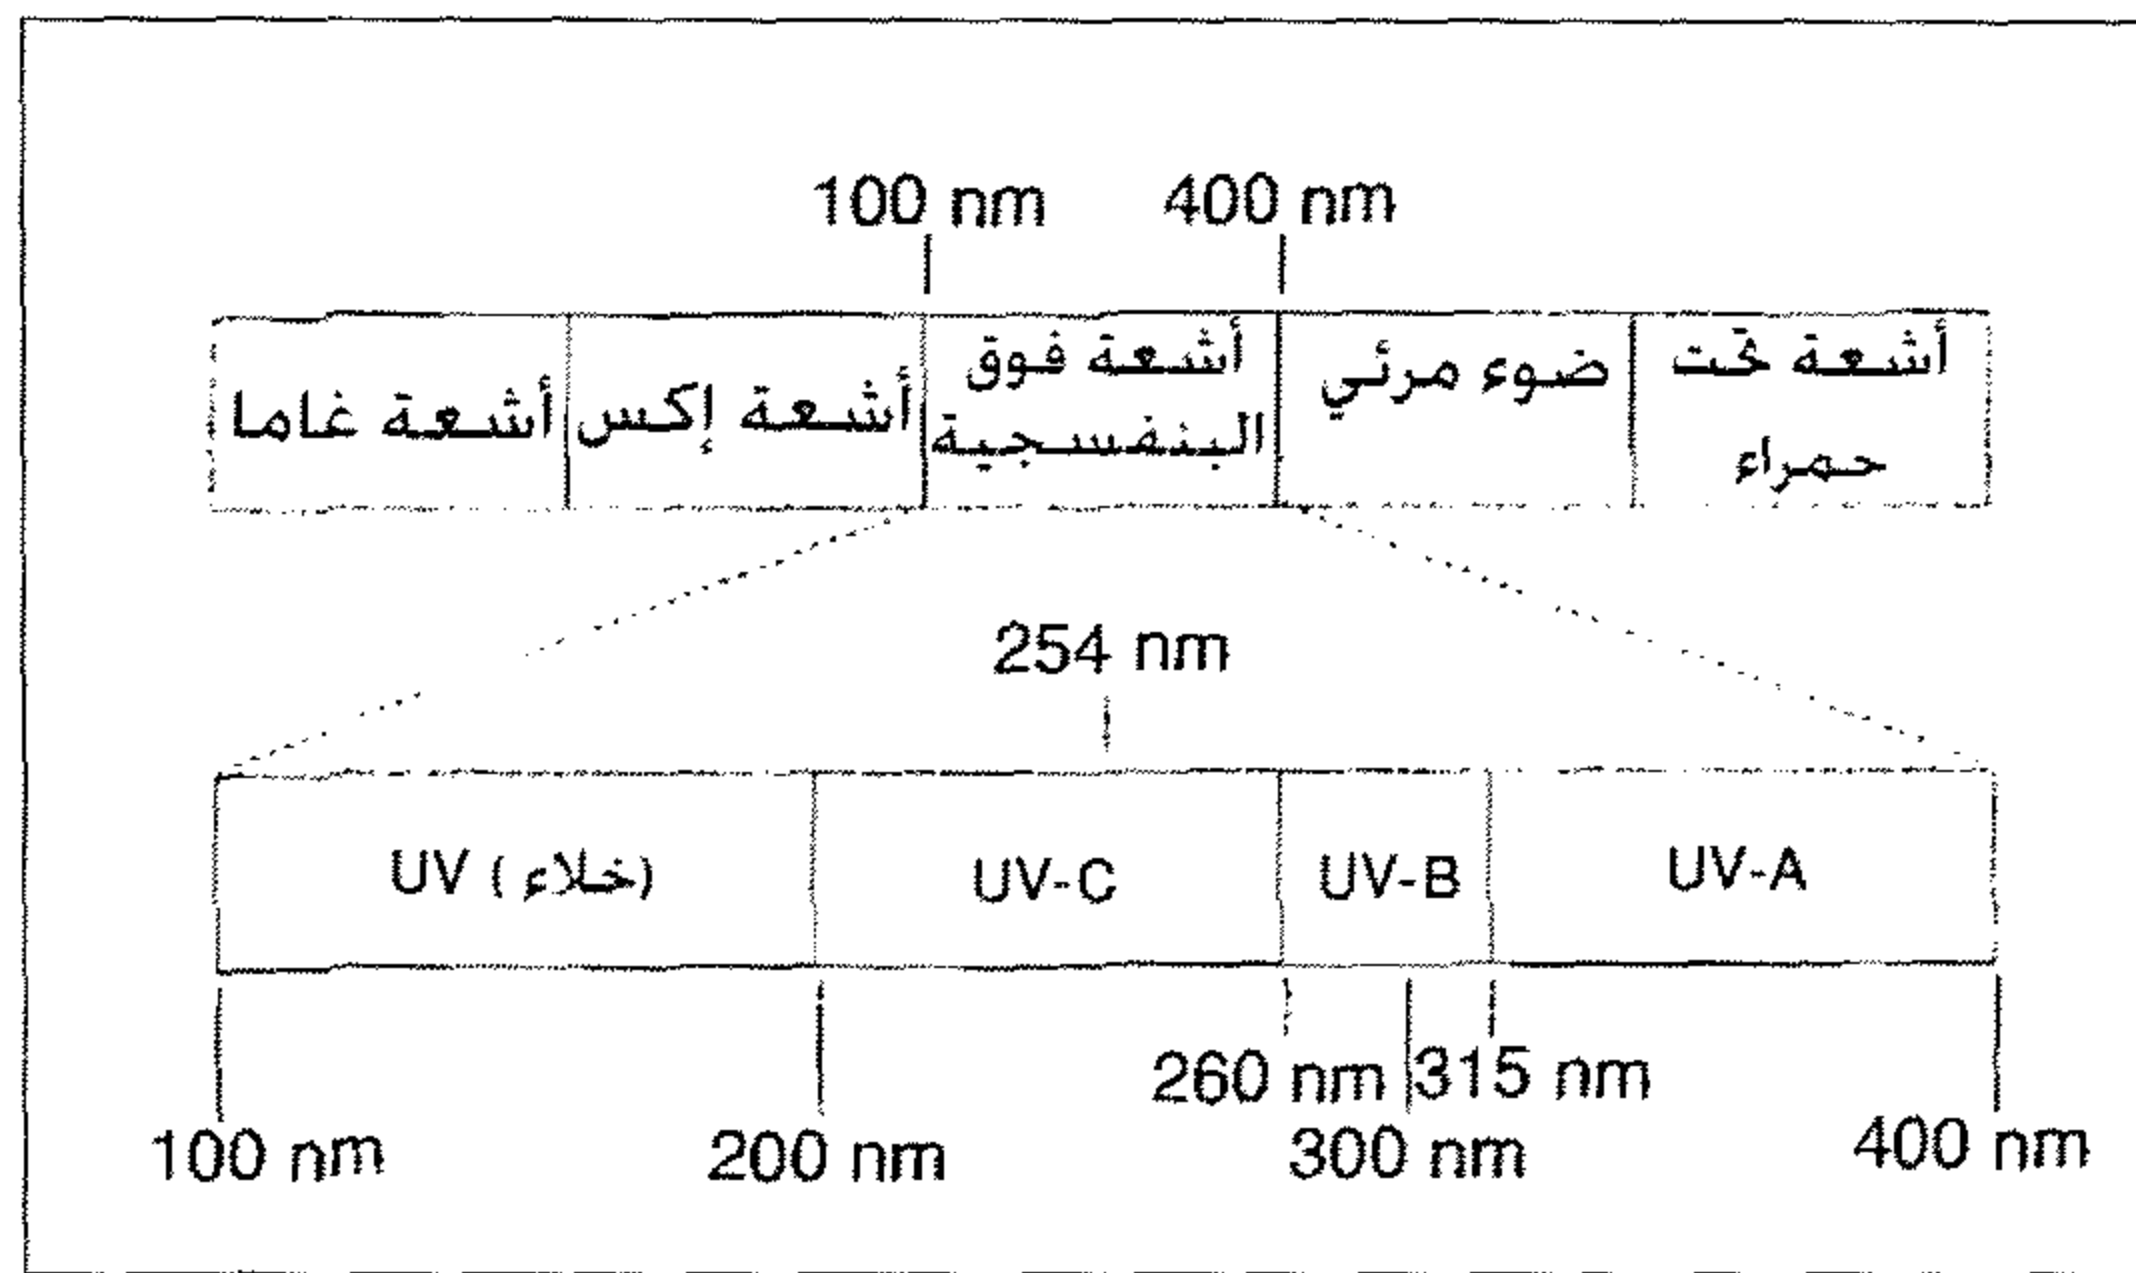 100 nm 400 nm
أشعة غاما
أشعة إكس
أشعة فوق
البنفسجية
ضوء مرئي
أشعة تحت
حمراء
254 nm
UV (خلاء) UV-C UV-B UV-A
260 nm 315 nm
100 nm 200 nm 300 nm 400 nm